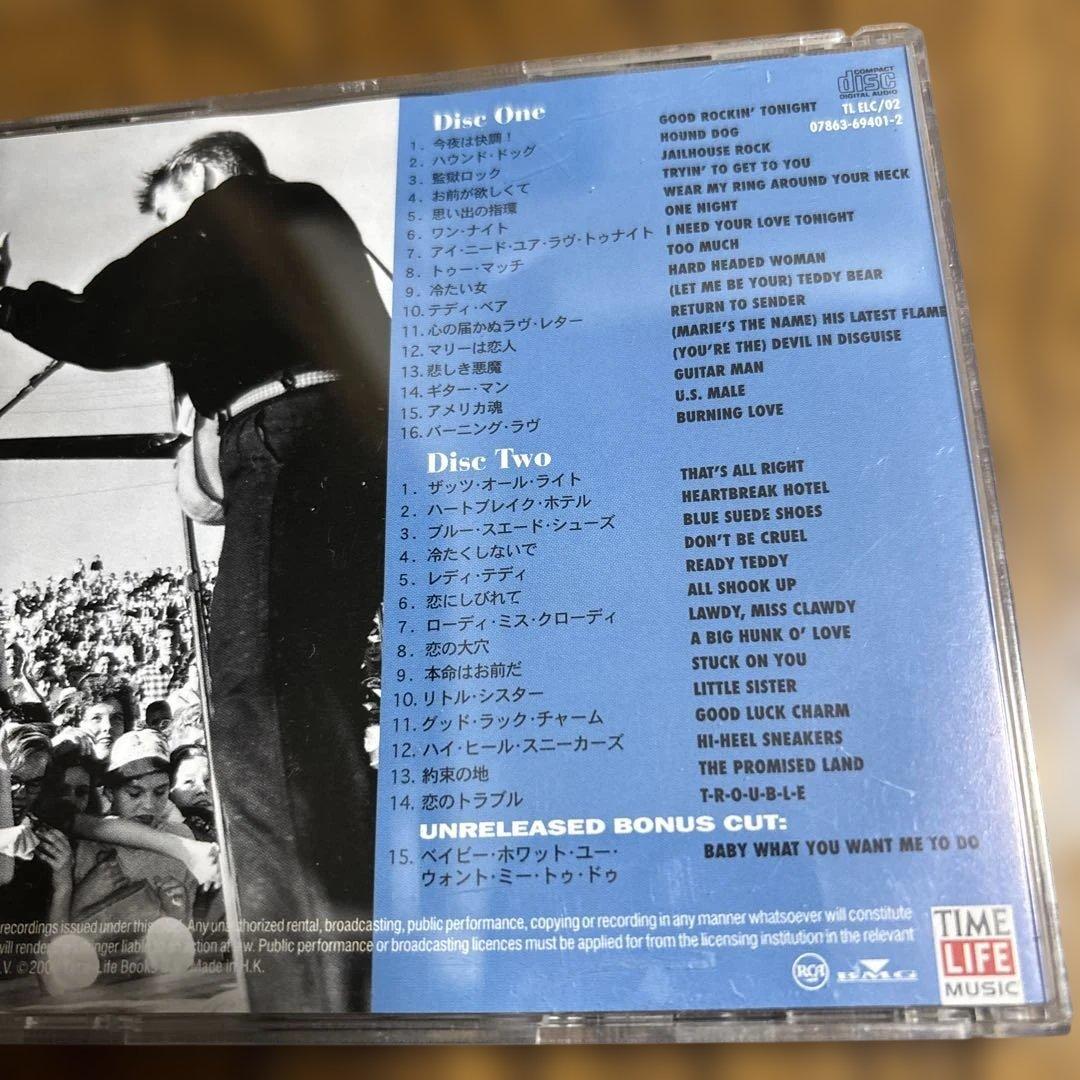 COMPACT
disc
DIGITAL AUDIO
TL ELC/02
07863-69401-2
Disc One
1. 今夜は快調! GOOD ROCKIN' TONIGHT
2. ハウンド・ドッグ HOUND DOG
3. 監獄ロック JAILHOUSE ROCK
4. お前が欲しくて TRYIN' TO GET TO YOU
5. 思い出の指環 WEAR MY RING AROUND YOUR NECK
6. ワン・ナイト ONE NIGHT
7. アイ・ニード・ユア・ラヴ・トゥナイト I NEED YOUR LOVE TONIGHT
8. トゥー・マッチ TOO MUCH
9. 冷たい女 HARD HEADED WOMAN
10. テディ・ベア (LET ME BE YOUR) TEDDY BEAR
11. 心の届かぬラヴ・レター RETURN TO SENDER
12. マリーは恋人 (MARIE'S THE NAME) HIS LATEST FLAME
13. 悲しき悪魔 (YOU'RE THE) DEVIL IN DISGUISE
14. ギター・マン GUITAR MAN
15. アメリカ魂 U.S. MALE
16. バーニング・ラヴ BURNING LOVE
Disc Two
1. ザッツ・オール・ライト THAT'S ALL RIGHT
2. ハートブレイク・ホテル HEARTBREAK HOTEL
3. ブルー・スエード・シューズ BLUE SUEDE SHOES
4. 冷たくしないで DON'T BE CRUEL
5. レディ・テディ READY TEDDY
6. 恋にしびれて ALL SHOOK UP
7. ローディ・ミス・クローディ LAWDY, MISS CLAWDY
8. 恋の大穴 A BIG HUNK O' LOVE
9. 本命はお前だ STUCK ON YOU
10. リトル・シスター LITTLE SISTER
11. グッド・ラック・チャーム GOOD LUCK CHARM
12. ハイ・ヒール・スニーカーズ HI-HEEL SNEAKERS
13. 約束の地 THE PROMISED LAND
14. 恋のトラブル T-R-O-U-B-L-E
UNRELEASED BONUS CUT:
15. ベイビー・ホワット・ユー・ BABY WHAT YOU WANT ME TO DO
ウォント・ミー・トゥ・ドゥ
recordings issued under this Any unauthorized rental, broadcasting, public performance, copying or recording in any manner whatsoever will constitute
will render action at law. Public performance or broadcasting licences must be applied for from the licensing institution in the relevant
.V. © Life Books Made in H.K.
RCA
BMG
TIME
LIFE
MUSIC